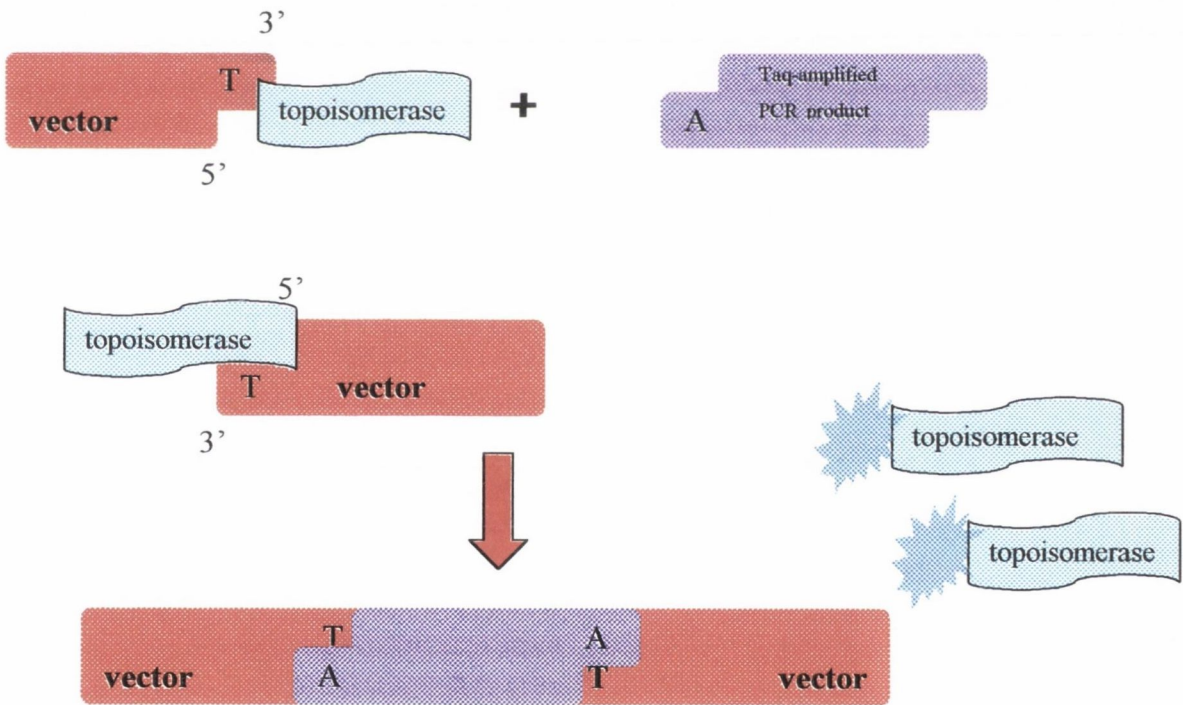 3’
T
topoisomerase
vector
5’
+
Taq-amplified
A PCR product
5’
topoisomerase
T vector
3’
topoisomerase
topoisomerase
T A
vector A T vector